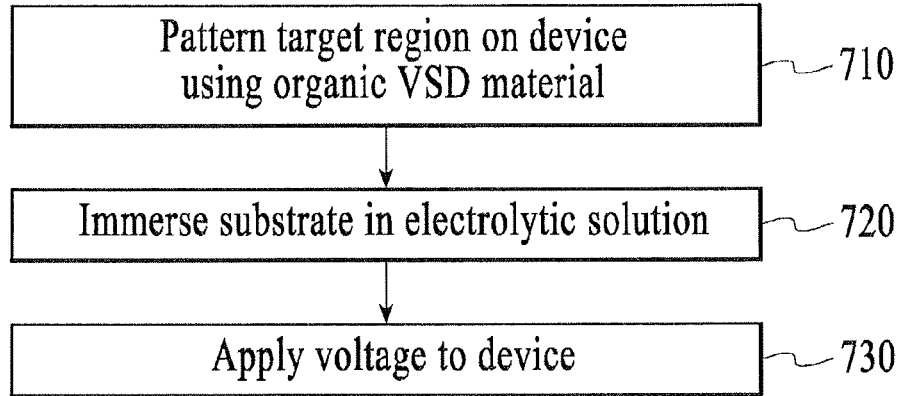 Pattern target region on device
using organic VSD material
710
Immerse substrate in electrolytic solution
720
Apply voltage to device
730